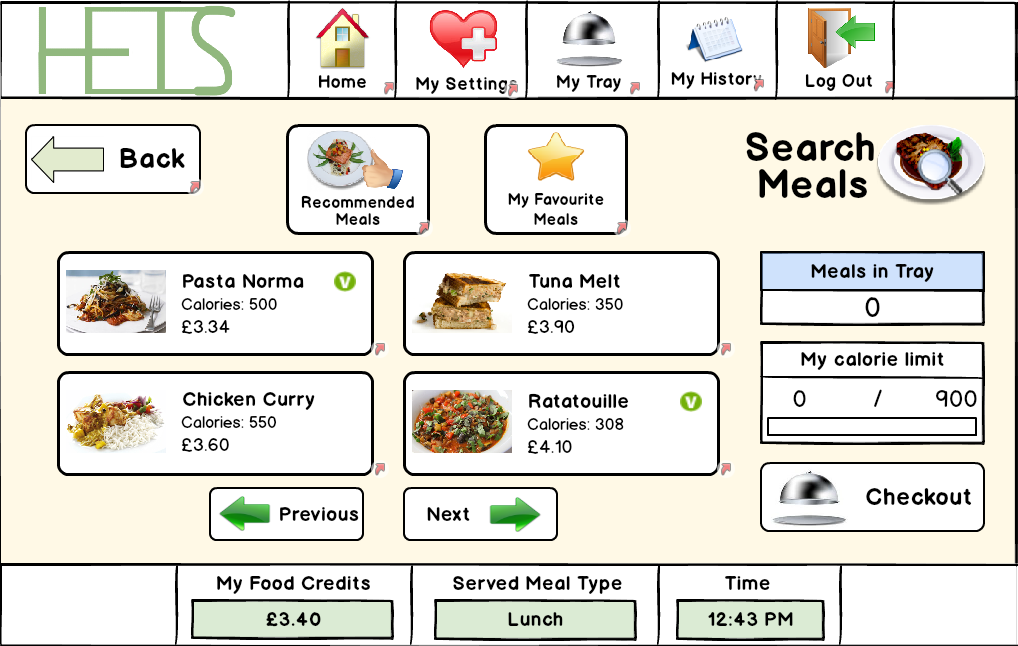 HETS
Home
My Settings
My Tray
My History
Log Out
Back
Recommended
Meals
My Favourite
Meals
Search
Meals
Pasta Norma
V
Calories: 500
£3.34
Tuna Melt
Calories: 350
£3.90
Meals in Tray
0
My calorie limit
0 / 900
Chicken Curry
Calories: 550
£3.60
Ratatouille
V
Calories: 308
£4.10
Previous
Next
Checkout
My Food Credits
£3.40
Served Meal Type
Lunch
Time
12:43 PM